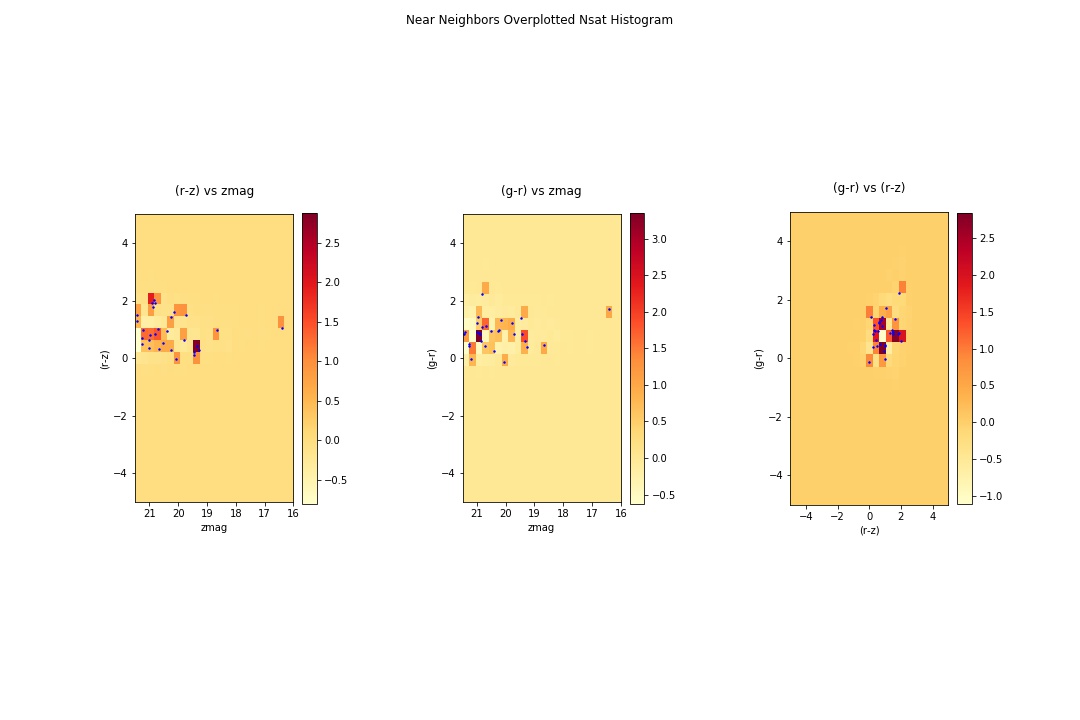 Near Neighbors Overplotted Nsat Histogram
(r-z) vs zmag
4
2
0
−2
−4
(r-z)
21 20 19 18 17 16
zmag
2.5
2.0
1.5
1.0
0.5
0.0
−0.5
(g-r) vs zmag
4
2
0
−2
−4
(g-r)
21 20 19 18 17 16
zmag
3.0
2.5
2.0
1.5
1.0
0.5
0.0
−0.5
(g-r) vs (r-z)
4
2
0
−2
−4
(g-r)
−4 −2 0 2 4
(r-z)
2.5
2.0
1.5
1.0
0.5
0.0
−0.5
−1.0